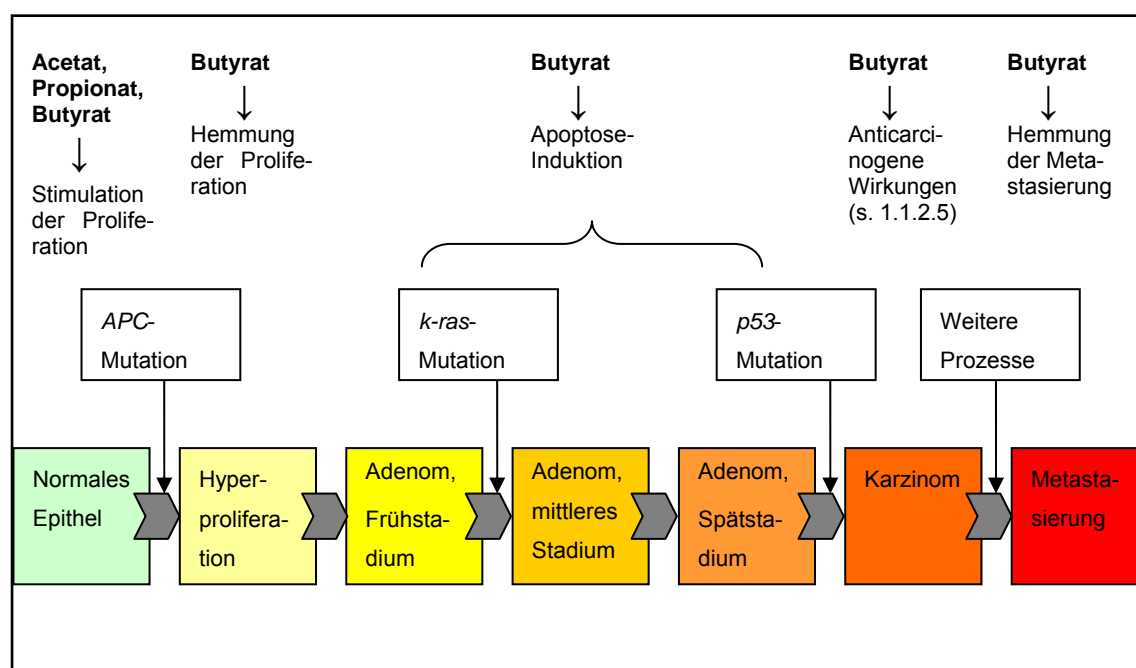 Acetat,
Propionat,
Butyrat
Stimulation
der Prolife-
ration
Butyrat
Hemmung
der Prolife-
ration
Butyrat
Apoptose-
Induktion
Butyrat
Anticarci-
nogene
Wirkungen
(s. 1.1.2.5)
Butyrat
Hemmung
der Meta-
stasierung
APC-
Mutation
k-ras-
Mutation
p53-
Mutation
Weitere
Prozesse
Normales
Epithel
Hyper-
prolifera-
tion
Adenom,
Frühsta-
dium
Adenom,
mittleres
Stadium
Adenom,
Spätsta-
dium
Karzinom
Metasta-
sierung